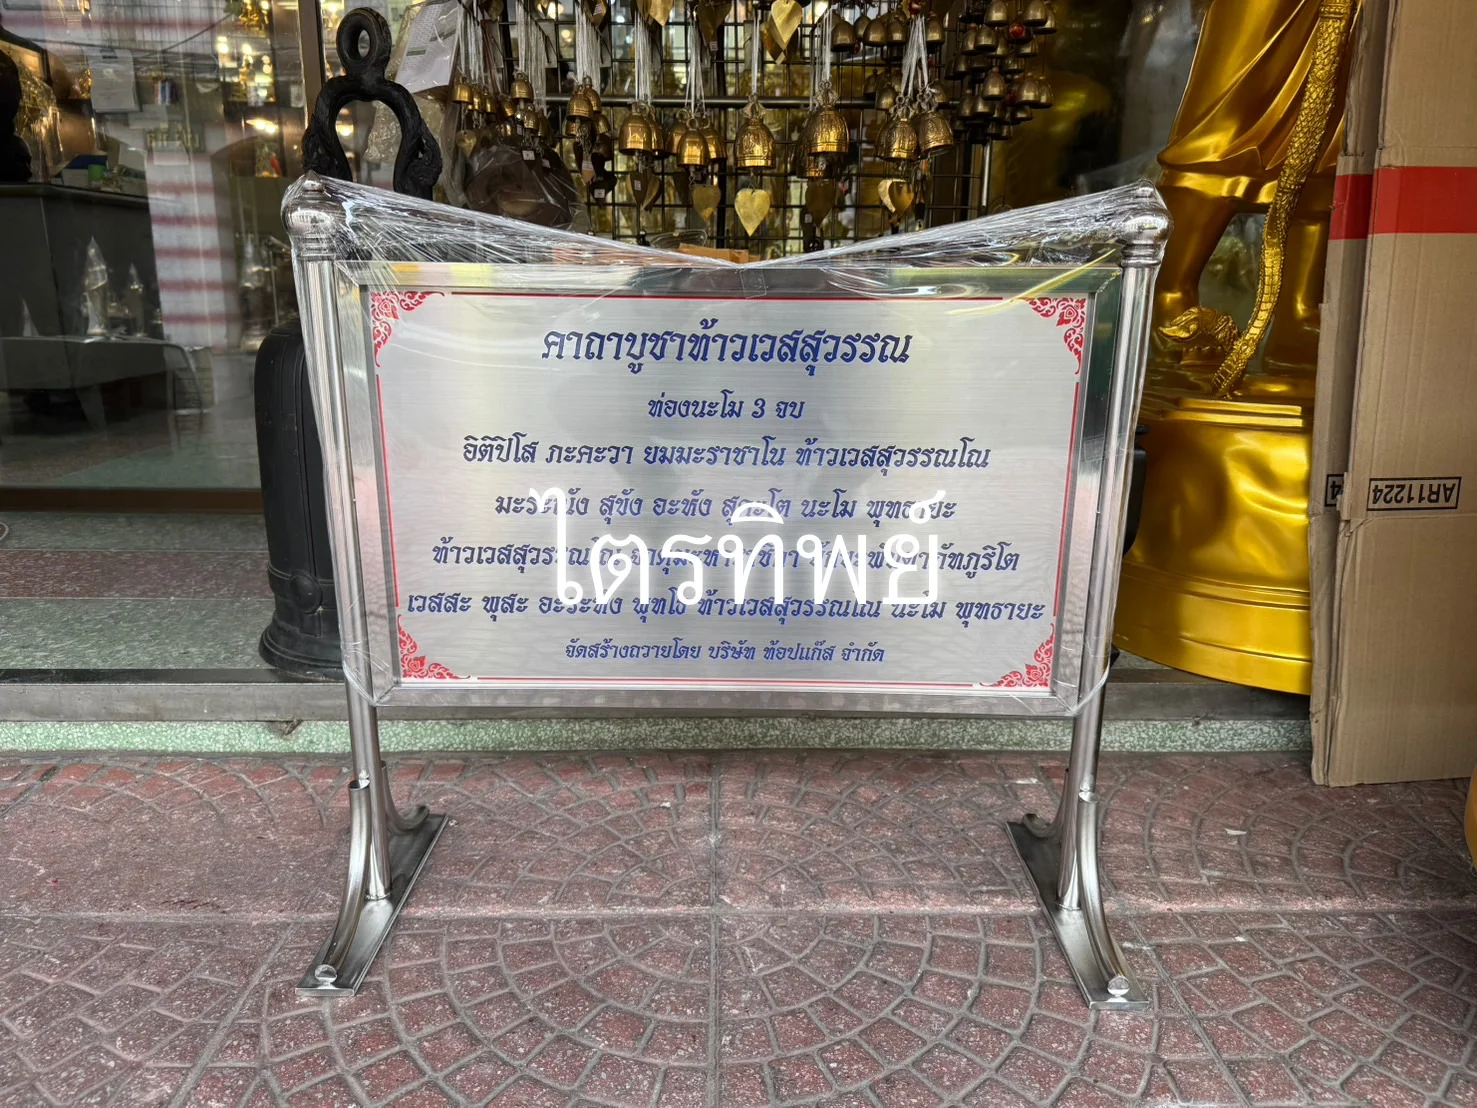 คาถาบูชาท้าวเวสสุวรรณ
ท่องนะโม 3 จบ
อิติปิโส ภะคะวา ยมมะราชาโน ท้าวเวสสุวรรณโณ
มะระณัง สุขัง อะหัง สุคะโต นะโม พุทธายะ
ท้าวเวสสุวรรณโณ
ไตรทิพย์
เวสสะ พุสะ อะระหัง พุทโธ ท้าวเวสสุวรรณโณ นะโม พุทธายะ
จัดสร้างถวายโดย บริษัท ท้อปแก๊ส จำกัด
AR11224